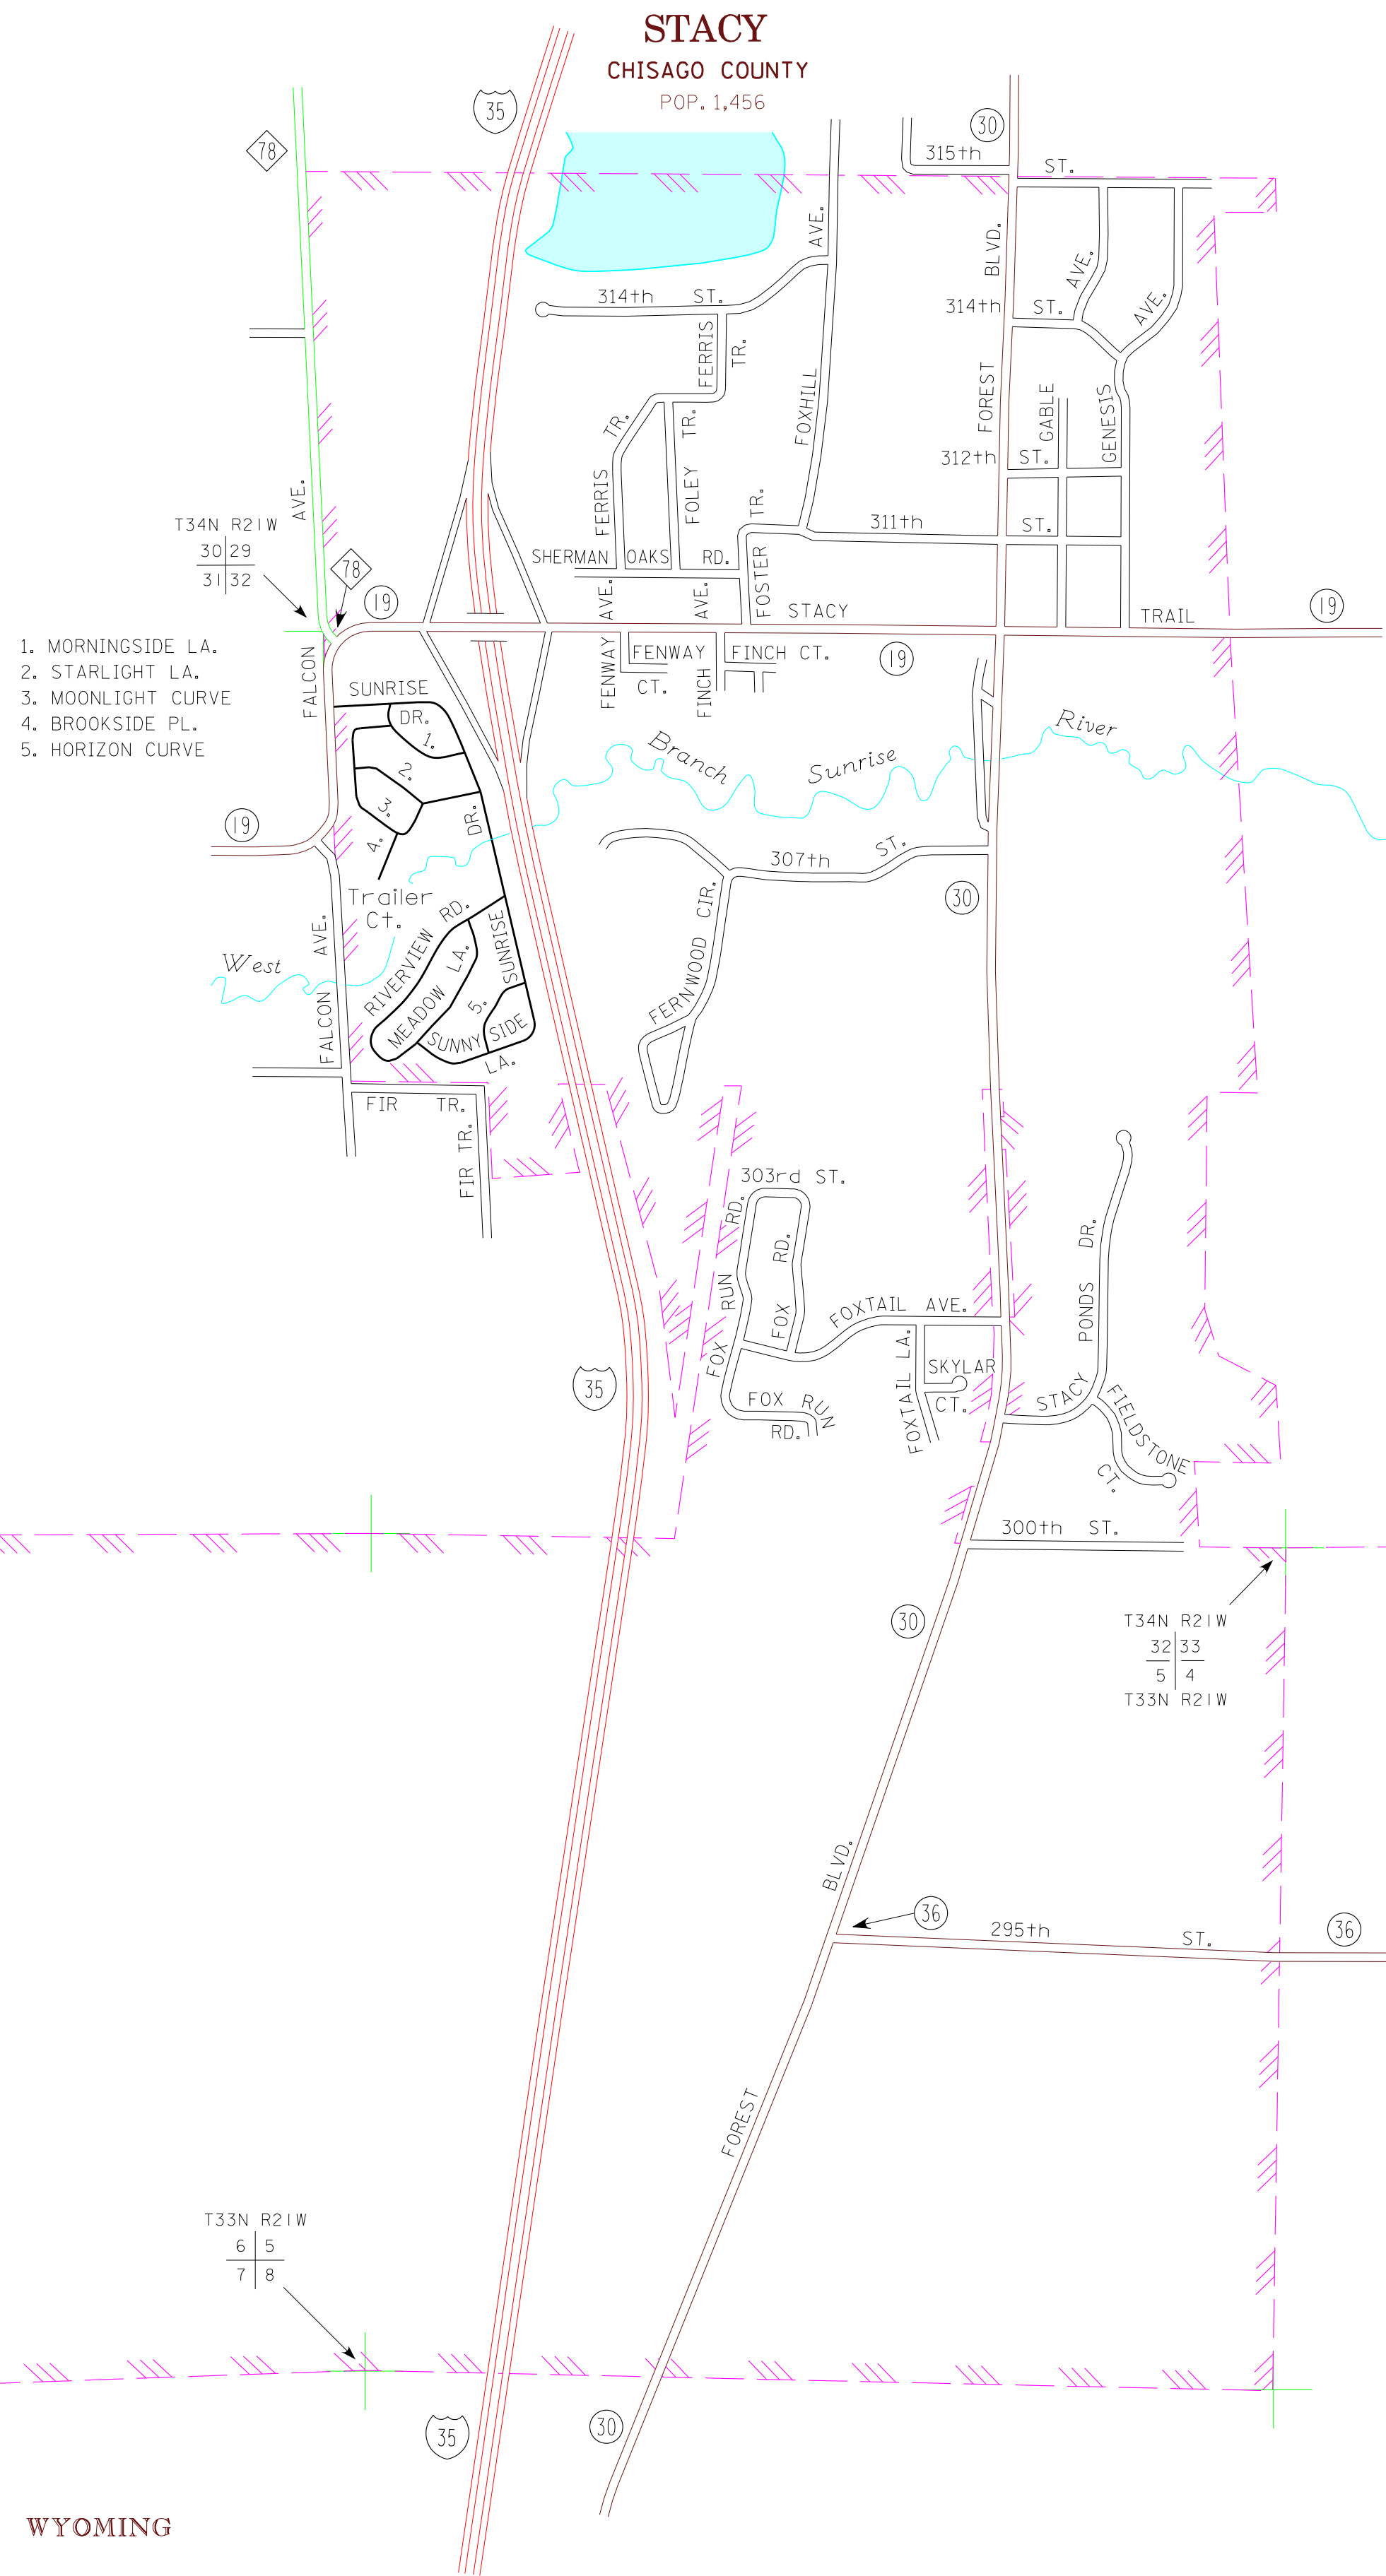 STACY
CHISAGO COUNTY
POP. 1,456
35
30
78
315th ST.
AVE.
BLVD.
AVE.
314th ST.
314th ST.
AVE.
FERRIS TR.
FOXHILL
FOREST
GABLE
GENESIS
TR.
FOLEY TR.
312th ST.
AVE.
FERRIS
TR.
311th ST.
T34N R21W
30 29
31 32
78
19
SHERMAN OAKS RD.
FOSTER
AVE.
AVE.
STACY TRAIL
19
19
1. MORNINGSIDE LA.
2. STARLIGHT LA.
3. MOONLIGHT CURVE
4. BROOKSIDE PL.
5. HORIZON CURVE
FALCON
FENWAY
FENWAY CT.
FINCH
FINCH CT.
SUNRISE DR.
1.
2.
3.
4.
DR.
Branch Sunrise River
19
307th ST.
30
Trailer
Ct.
FALCON AVE.
West
RIVERVIEW RD.
MEADOW LA.
SUNRISE
5.
SUNNY SIDE LA.
FERNWOOD CIR.
FIR TR.
FIR TR.
303rd ST.
FOX RUN RD.
FOX RD.
FOXTAIL AVE.
FOXTAIL LA.
SKYLAR
CT.
PONDS DR.
STACY
FIELDSTONE
CT.
35
FOX RUN
RD.
300th ST.
30
T34N R21W
32 33
5 4
T33N R21W
BLVD.
36
295th ST.
36
FOREST
T33N R21W
6 5
7 8
35
30
WYOMING